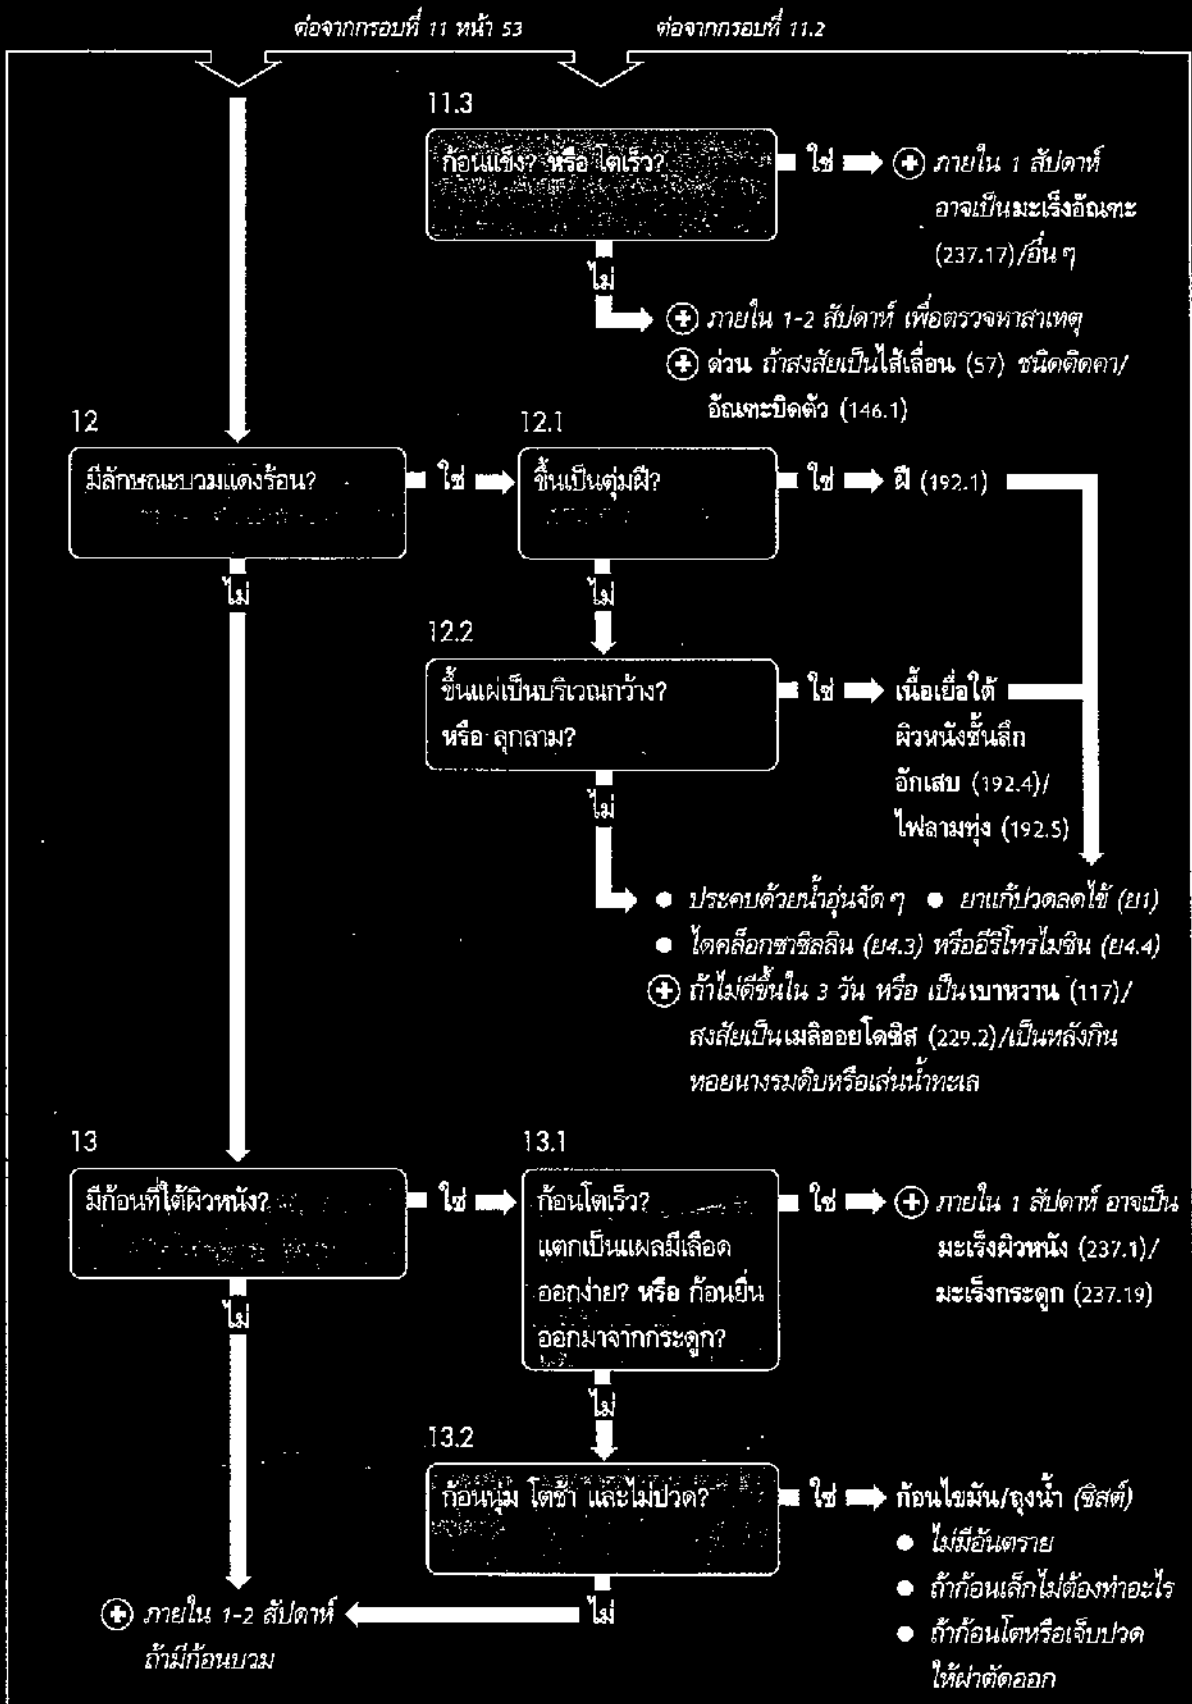 ต่อจากกรอบที่ 11 หน้า 53
ต่อจากกรอบที่ 11.2
11.3
ก้อนแข็ง? หรือ โตเร็ว?
ใช่
ภายใน 1 สัปดาห์
อาจเป็นมะเร็งอัณฑะ
(237.17)/อื่น ๆ
ไม่
ภายใน 1-2 สัปดาห์ เพื่อตรวจหาสาเหตุ
ด่วน ถ้าสงสัยเป็นไส้เลื่อน (57) ชนิดติดคา/
อัณฑะบิดตัว (146.1)
12
มีลักษณะบวมแดงร้อน?
ใช่
12.1
ขึ้นเป็นตุ่มฝี?
ใช่
ฝี (192.1)
ไม่
ไม่
12.2
ขึ้นแผ่เป็นบริเวณกว้าง?
หรือ ลุกลาม?
ใช่
เนื้อเยื่อใต้
ผิวหนังชั้นลึก
อักเสบ (192.4)/
ไฟลามทุ่ง (192.5)
ไม่
● ประคบด้วยน้ำอุ่นจัด ๆ ● ยาแก้ปวดลดไข้ (ย1)
● ไดคล็อกซาซิลลิน (ย4.3) หรืออีริโทรไมซิน (ย4.4)
ถ้าไม่ดีขึ้นใน 3 วัน หรือ เป็นเบาหวาน (117)/
สงสัยเป็นเมลิออยโดซิส (229.2)/เป็นหลังกิน
หอยนางรมดิบหรือเล่นน้ำทะเล
13
มีก้อนที่ใต้ผิวหนัง?
ใช่
13.1
ก้อนโตเร็ว?
แตกเป็นแผลมีเลือด
ออกง่าย? หรือ ก้อนยื่น
ออกมาจากกระดูก?
ใช่
ภายใน 1 สัปดาห์ อาจเป็น
มะเร็งผิวหนัง (237.1)/
มะเร็งกระดูก (237.19)
ไม่
ไม่
13.2
ก้อนนุ่ม โตช้า และไม่ปวด?
ใช่
ก้อนไขมัน/ถุงน้ำ (ซิสต์)
● ไม่มีอันตราย
● ถ้าก้อนเล็กไม่ต้องทำอะไร
● ถ้าก้อนโตหรือเจ็บปวด
ให้ผ่าตัดออก
ไม่
ภายใน 1-2 สัปดาห์
ถ้ามีก้อนบวม